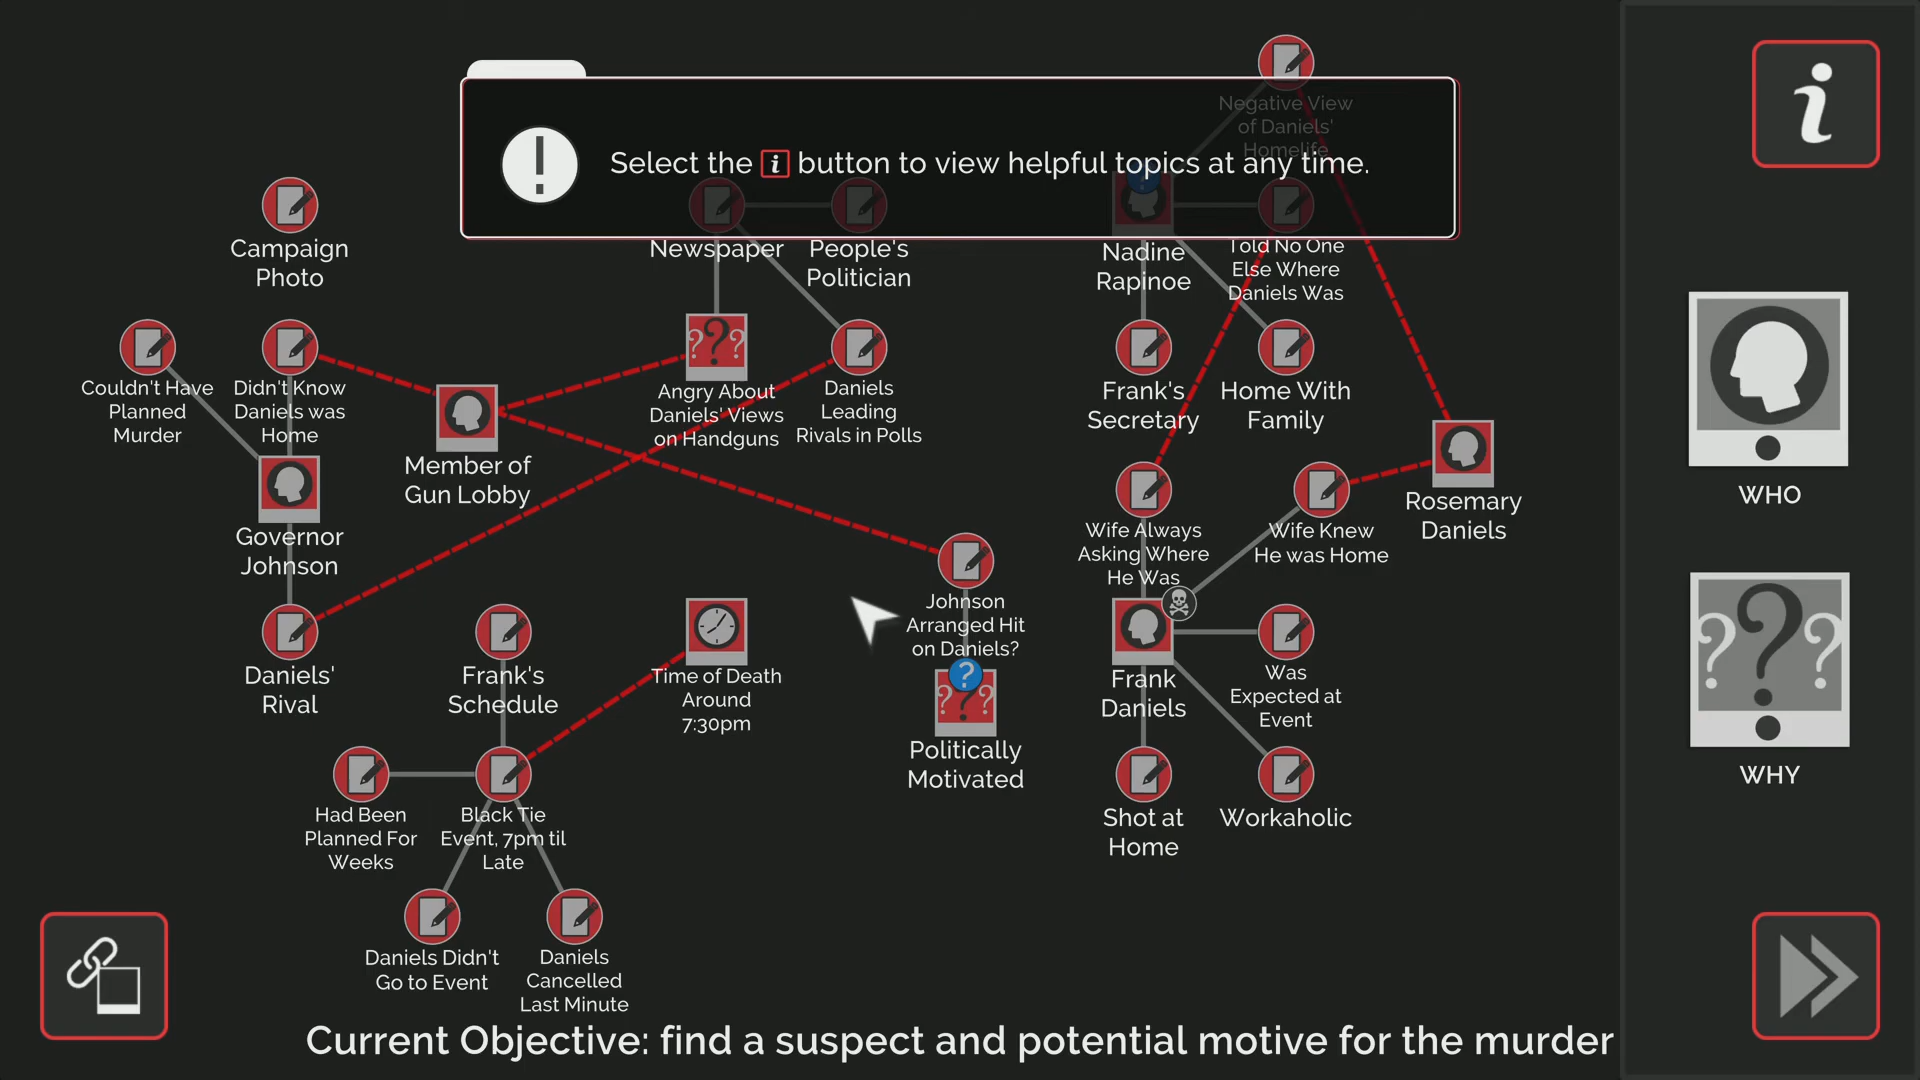 Negative View
of Daniels'
Homelife
Select the i button to view helpful topics at any time.
Campaign
Photo
Newspaper
People's
Politician
Nadine
Rapinoe
Told No One
Else Where
Daniels Was
Couldn't Have
Planned
Murder
Didn't Know
Daniels was
Home
Member of
Gun Lobby
Angry About
Daniels' Views
on Handguns
Daniels
Leading
Rivals in Polls
Frank's
Secretary
Home With
Family
Rosemary
Daniels
WHO
Governor
Johnson
Wife Always
Asking Where
He Was
Wife Knew
He was Home
Johnson
Arranged Hit
on Daniels?
Daniels'
Rival
Frank's
Schedule
Time of Death
Around
7:30pm
Politically
Motivated
Frank
Daniels
Was
Expected at
Event
WHY
Had Been
Planned For
Weeks
Black Tie
Event, 7pm til
Late
Shot at
Home
Workaholic
Daniels Didn't
Go to Event
Daniels
Cancelled
Last Minute
Current Objective: find a suspect and potential motive for the murder